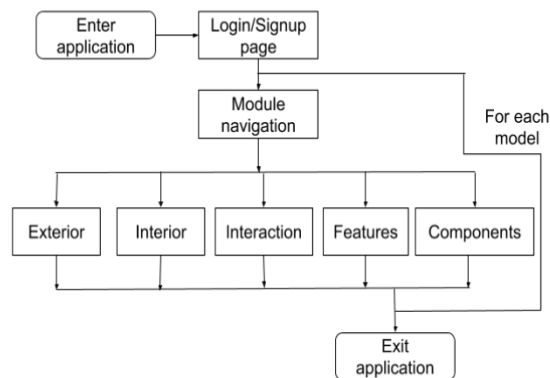 Enter
application
Login/Signup
page
Module
navigation
For each
model
Exterior
Interior
Interaction
Features
Components
Exit
application